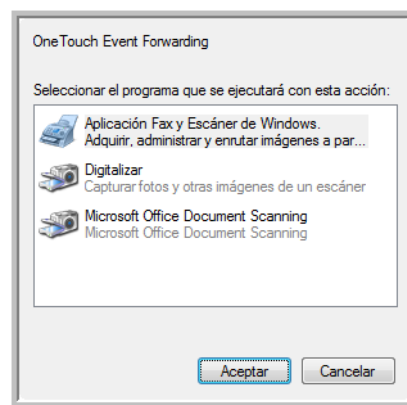 OneTouch Event Forwarding
Seleccionar el programa que se ejecutará con esta acción:
Aplicación Fax y Escáner de Windows.
Adquirir, administrar y enrutar imágenes a par...
Digitalizar
Capturar fotos y otras imágenes de un escáner
Microsoft Office Document Scanning
Microsoft Office Document Scanning
Aceptar
Cancelar